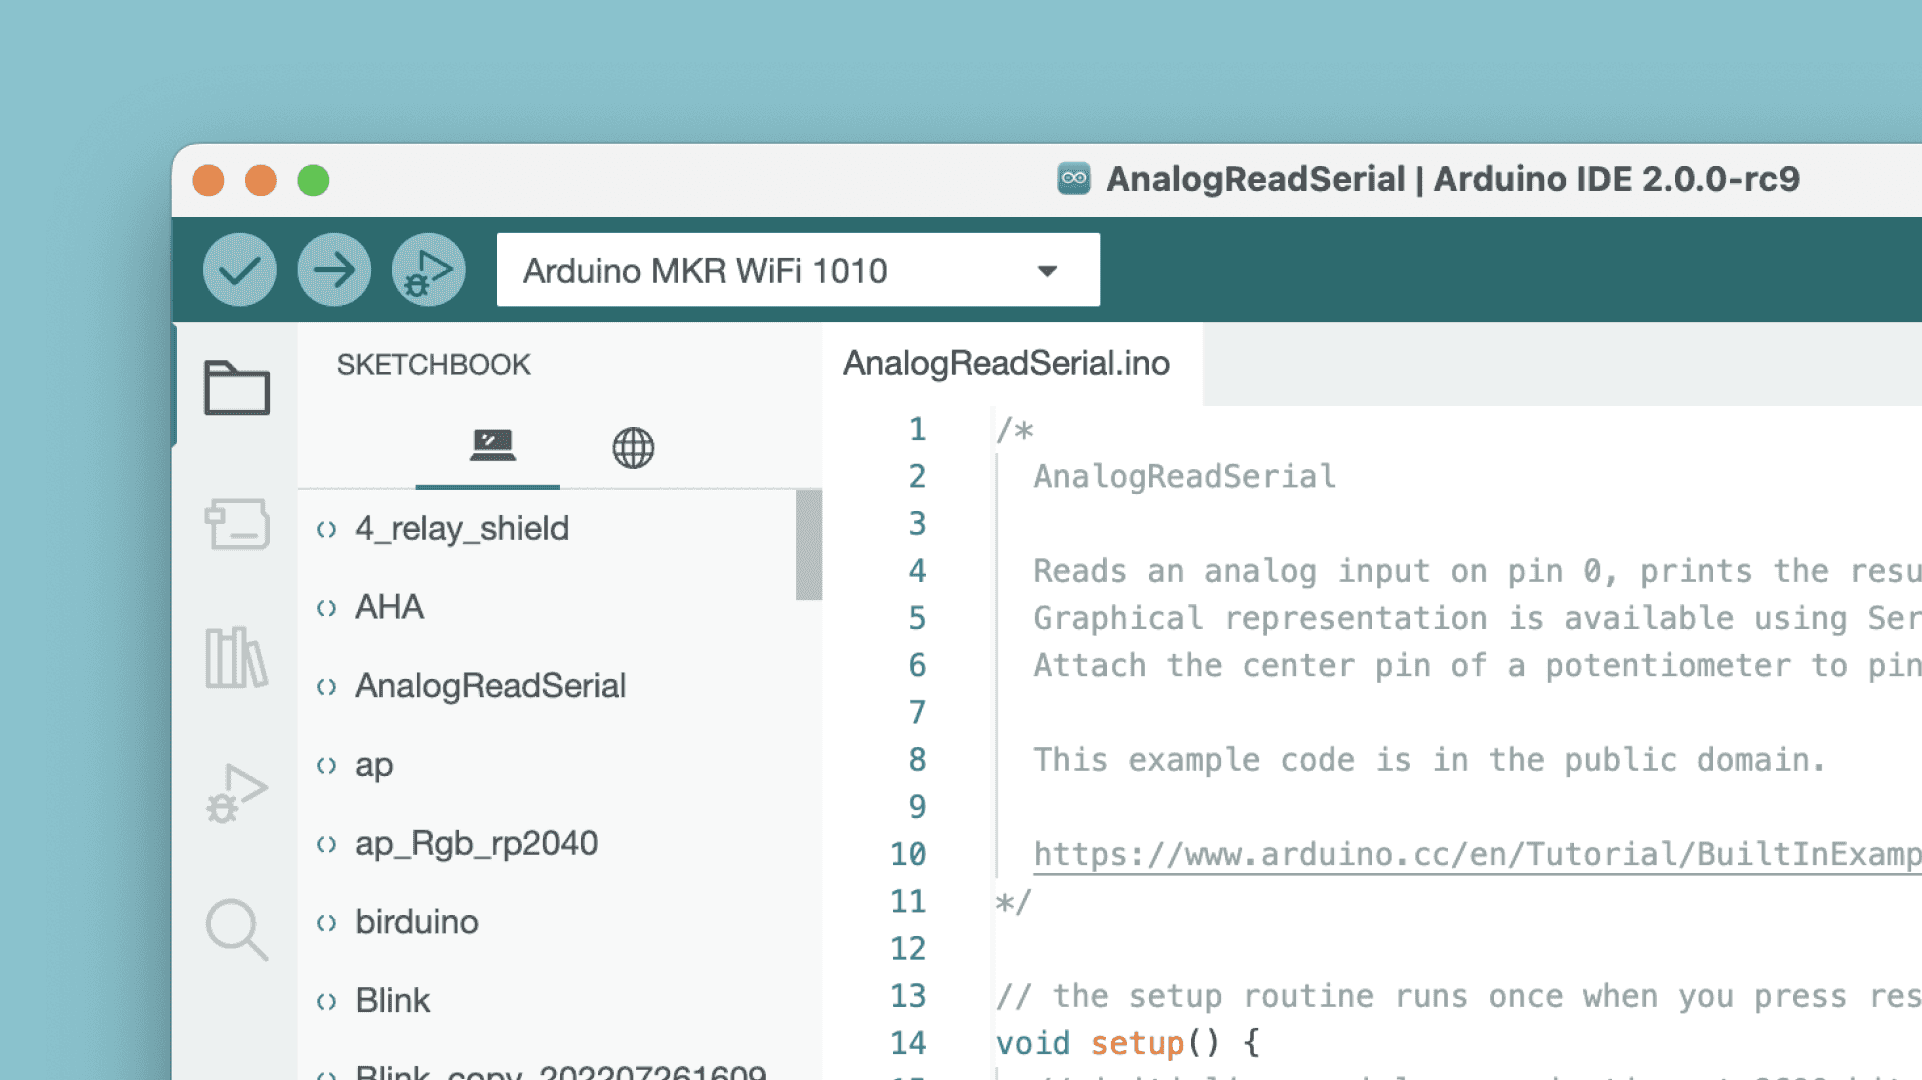 AnalogReadSerial | Arduino IDE 2.0.0-rc9
Arduino MKR WiFi 1010
SKETCHBOOK
4_relay_shield
AHA
AnalogReadSerial
ap
ap_Rgb_rp2040
birduino
Blink
Blink_copy_202207261609
AnalogReadSerial.ino
1 /*
2 AnalogReadSerial
3
4 Reads an analog input on pin 0, prints the resu
5 Graphical representation is available using Ser
6 Attach the center pin of a potentiometer to pin
7
8 This example code is in the public domain.
9
10 https://www.arduino.cc/en/Tutorial/BuiltInExamp
11 */
12
13 // the setup routine runs once when you press res
14 void setup() {